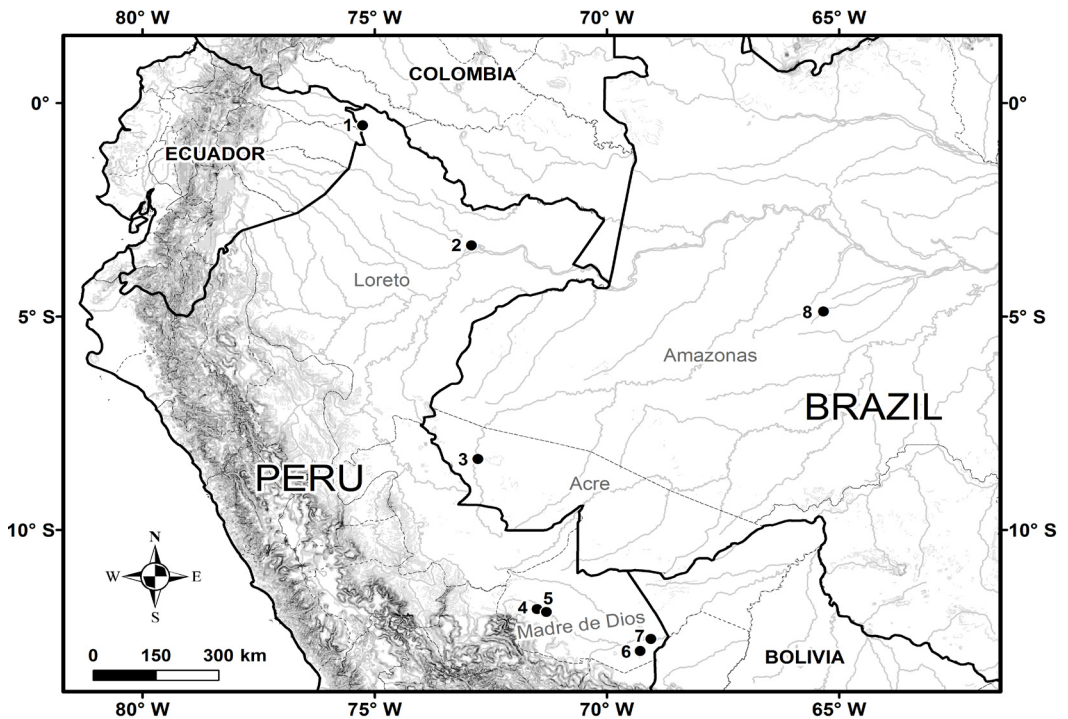 80° W 75° W 70° W 65° W
COLOMBIA
0° 0°
1
ECUADOR
2
Loreto
5° S 8 5° S
Amazonas
BRAZIL
3
PERU
Acre
10° S 10° S
N
W E
S
4 5
Madre de Dios
7
6
0 150 300 km
BOLIVIA
80° W 75° W 70° W 65° W